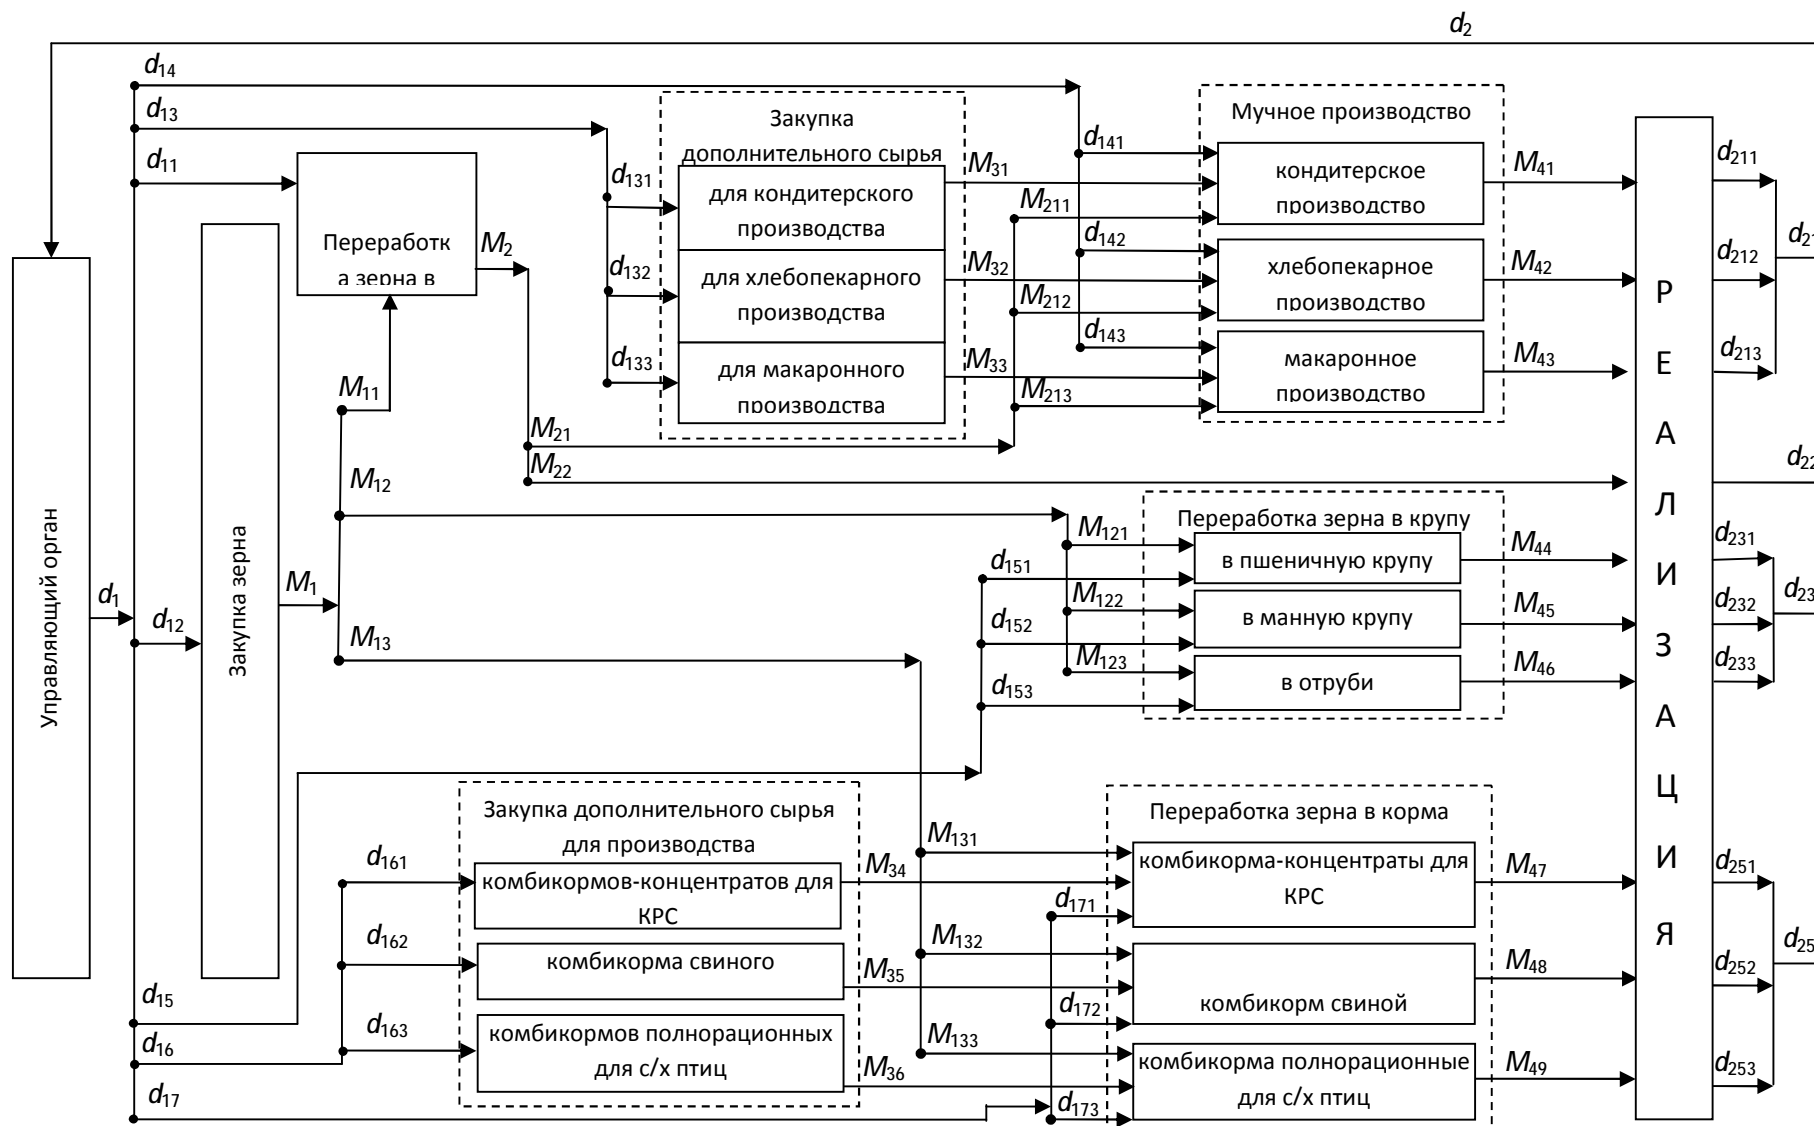 d2
d14
d13
d11
Закупка
дополнительного сырья
Мучное производство
d131
для кондитерского
производства
M31
d141
кондитерское
производство
M41
d211
Переработк
а зерна в
M2
M211
d132
для хлебопекарного
производства
M32
d142
хлебопекарное
производство
M42
d212
d21
M212
d133
для макаронного
производства
M33
d143
макаронное
производство
M43
d213
M213
M11
M21
M22
d22
РЕАЛИЗАЦИЯ
Управляющий орган
d1
d12
Закупка зерна
M1
M12
M13
Переработка зерна в крупу
M121
в пшеничную крупу
M44
d231
d151
M122
в манную крупу
M45
d232
d23
d152
M123
в отруби
M46
d233
d153
Закупка дополнительного сырья
для производства
Переработка зерна в корма
d161
комбикормов-концентратов для
КРС
M34
M131
комбикорма-концентраты для
КРС
M47
d251
d171
d162
комбикорма свиного
M35
M132
комбикорм свиной
M48
d252
d25
d172
d15
d16
d17
d163
комбикормов полнорационных
для с/х птиц
M36
M133
комбикорма полнорационные
для с/х птиц
M49
d253
d173